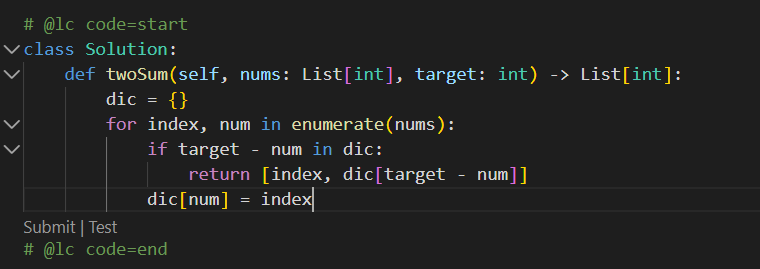 # @lc code=start
class Solution:
    def twoSum(self, nums: List[int], target: int) -> List[int]:
        dic = {}
        for index, num in enumerate(nums):
            if target - num in dic:
                return [index, dic[target - num]]
            dic[num] = index
Submit | Test
# @lc code=end